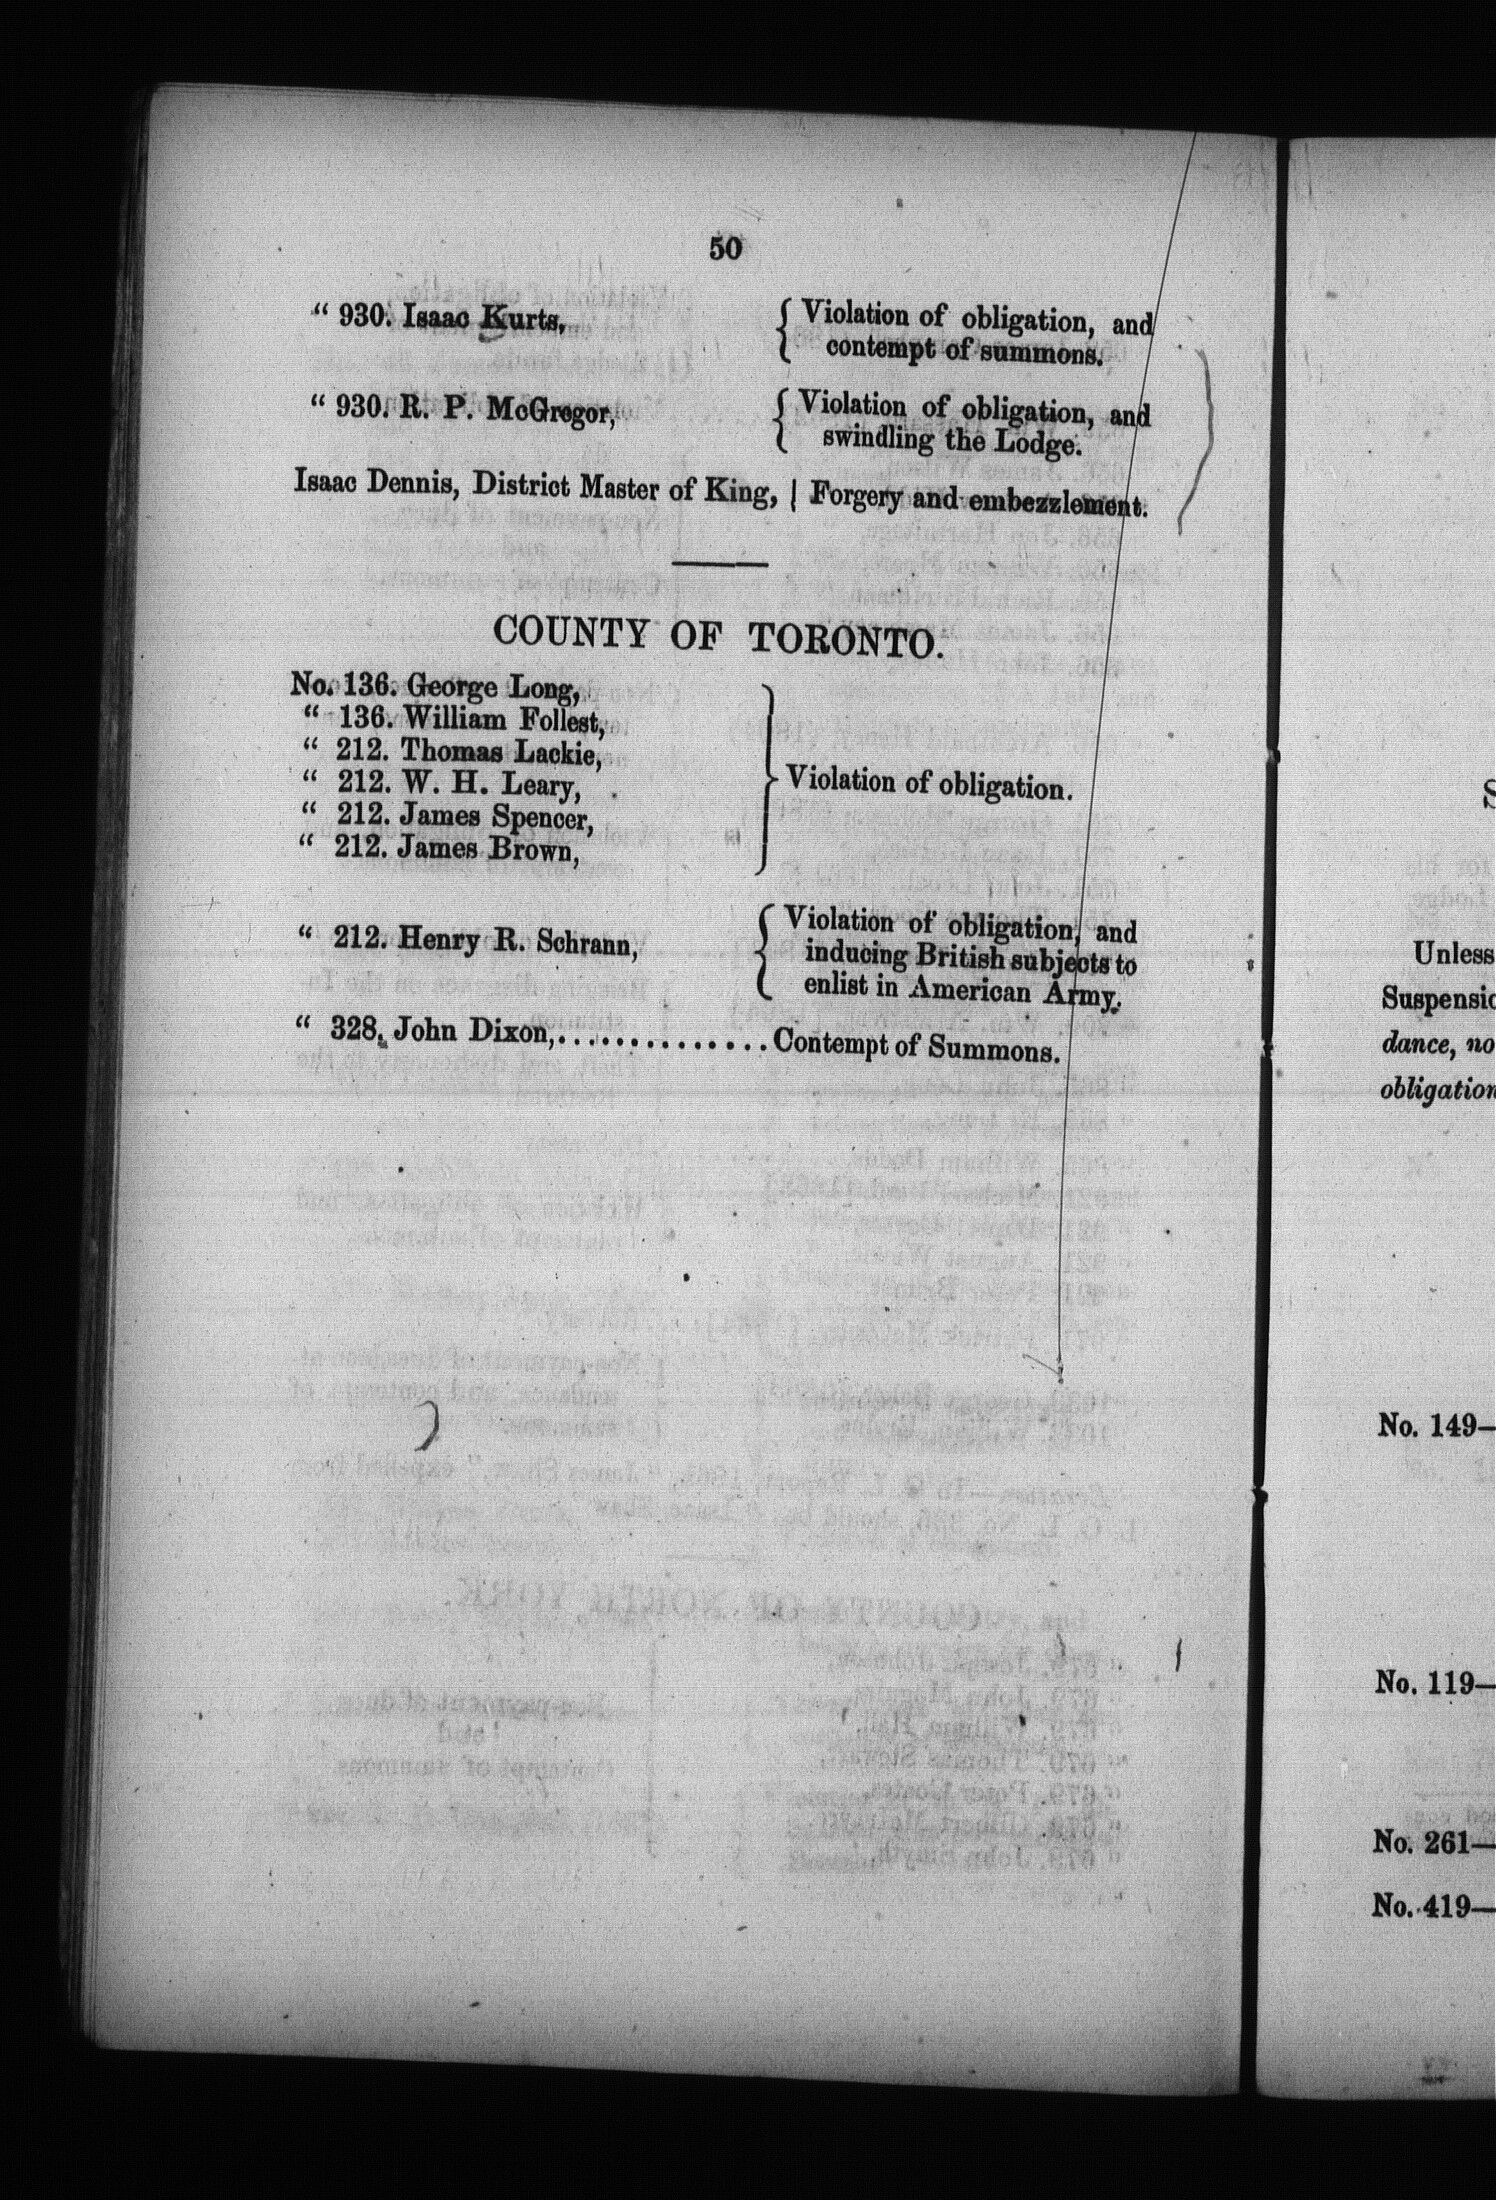 50
“ 930. Isaac Kurts, { Violation of obligation, and
contempt of summons.
“ 930. R. P. McGregor, { Violation of obligation, and
swindling the Lodge.
Isaac Dennis, District Master of King, | Forgery and embezzlement.
COUNTY OF TORONTO.
No. 136. George Long,
“ 136. William Follest,
“ 212. Thomas Lackie,
“ 212. W. H. Leary,
} Violation of obligation.
“ 212. James Spencer,
“ 212. James Brown,
“ 212. Henry R. Schrann, { Violation of obligation, and
inducing British subjects to
enlist in American Army.
“ 328. John Dixon,..............Contempt of Summons.
S
Unless
Suspensio
dance, no
obligation
No. 149—
No. 119—
No. 261—
No. 419—